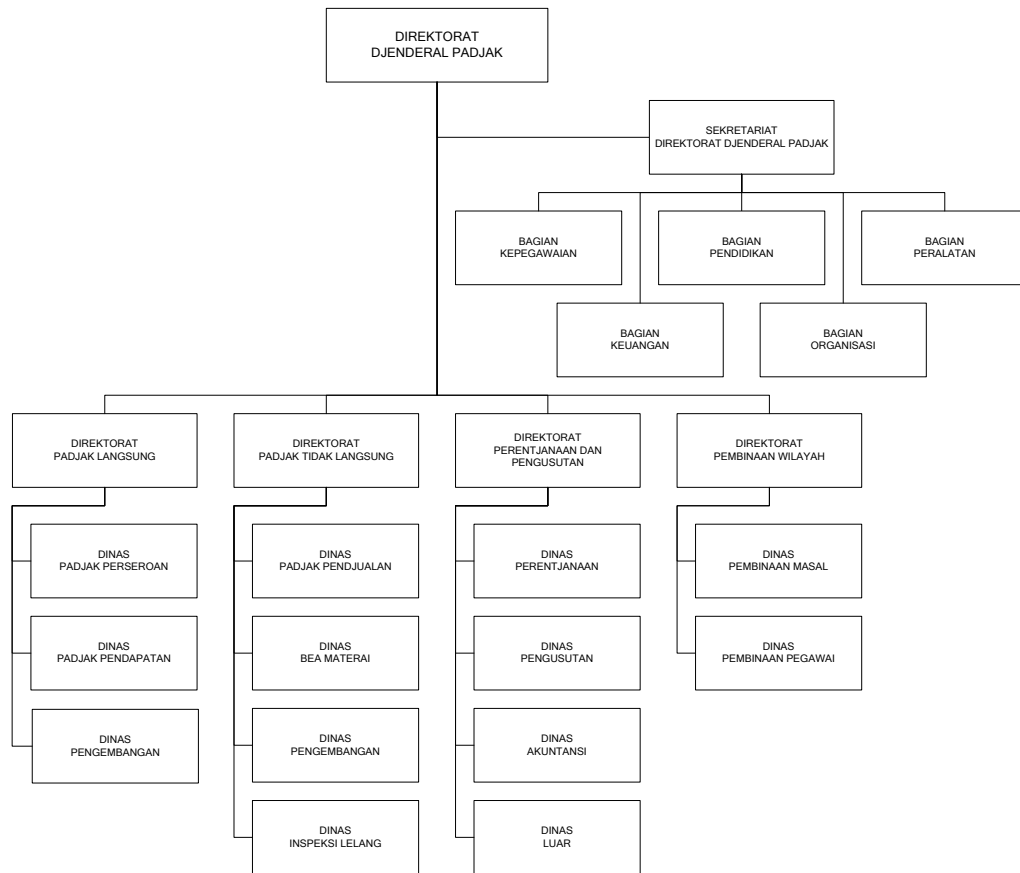 DIREKTORAT
DJENDERAL PADJAK
SEKRETARIAT
DIREKTORAT DJENDERAL PADJAK
BAGIAN
KEPEGAWAIAN
BAGIAN
PENDIDIKAN
BAGIAN
PERALATAN
BAGIAN
KEUANGAN
BAGIAN
ORGANISASI
DIREKTORAT
PADJAK LANGSUNG
DIREKTORAT
PADJAK TIDAK LANGSUNG
DIREKTORAT
PERENTJANAAN DAN
PENGUSUTAN
DIREKTORAT
PEMBINAAN WILAYAH
DINAS
PADJAK PERSEROAN
DINAS
PADJAK PENDJUALAN
DINAS
PERENTJANAAN
DINAS
PEMBINAAN MASAL
DINAS
PADJAK PENDAPATAN
DINAS
BEA MATERAI
DINAS
PENGUSUTAN
DINAS
PEMBINAAN PEGAWAI
DINAS
PENGEMBANGAN
DINAS
PENGEMBANGAN
DINAS
AKUNTANSI
DINAS
INSPEKSI LELANG
DINAS
LUAR